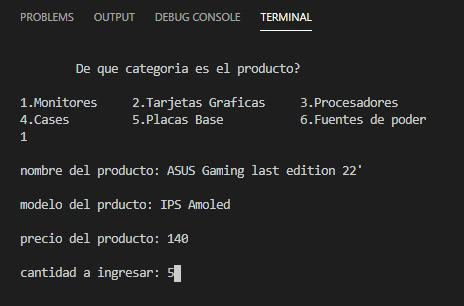 PROBLEMS OUTPUT DEBUG CONSOLE TERMINAL
De que categoria es el producto?
1.Monitores 2.Tarjetas Graficas 3.Procesadores
4.Cases 5.Placas Base 6.Fuentes de poder
1
nombre del producto: ASUS Gaming last edition 22'
modelo del prducto: IPS Amoled
precio del producto: 140
cantidad a ingresar: 5